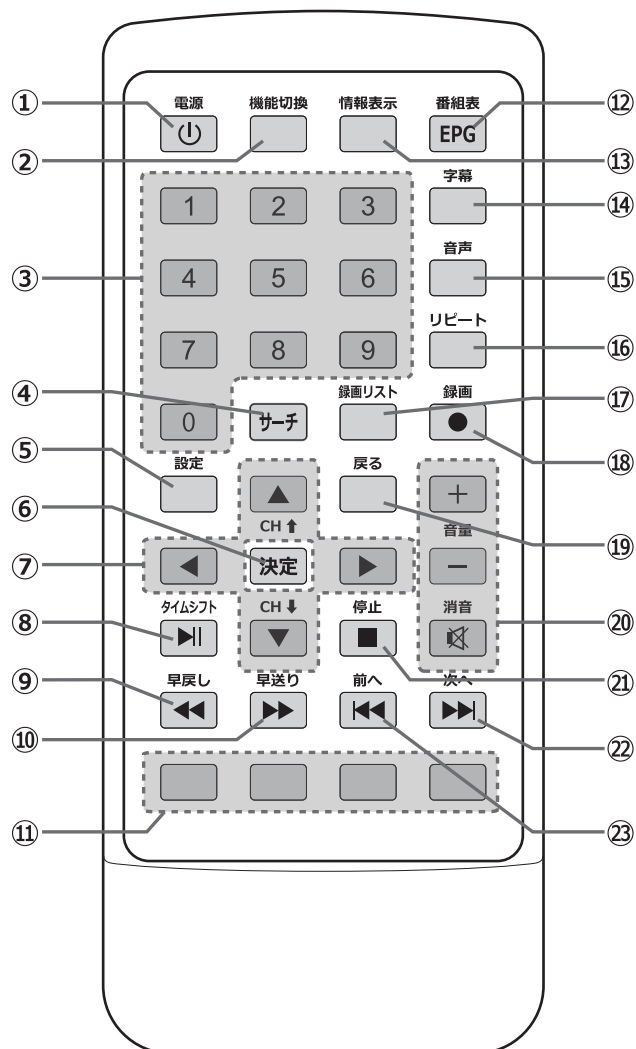 ① 電源 機能切換 情報表示 番組表 ⑫
② EPG ⑬
字幕 ⑭
1 2 3
音声 ⑮
③ 4 5 6
リピート ⑯
7 8 9
録画リスト 録画 ⑰
④ 0 サーチ ⑱
⑤ 設定 戻る
⑥ CH 音量 ⑲
⑦ 決定
⑧ タイムシフト CH 停止 消音 ⑳
⑨ 早戻し 早送り 前へ 次へ ㉑
⑩ ㉒
⑪ ㉓